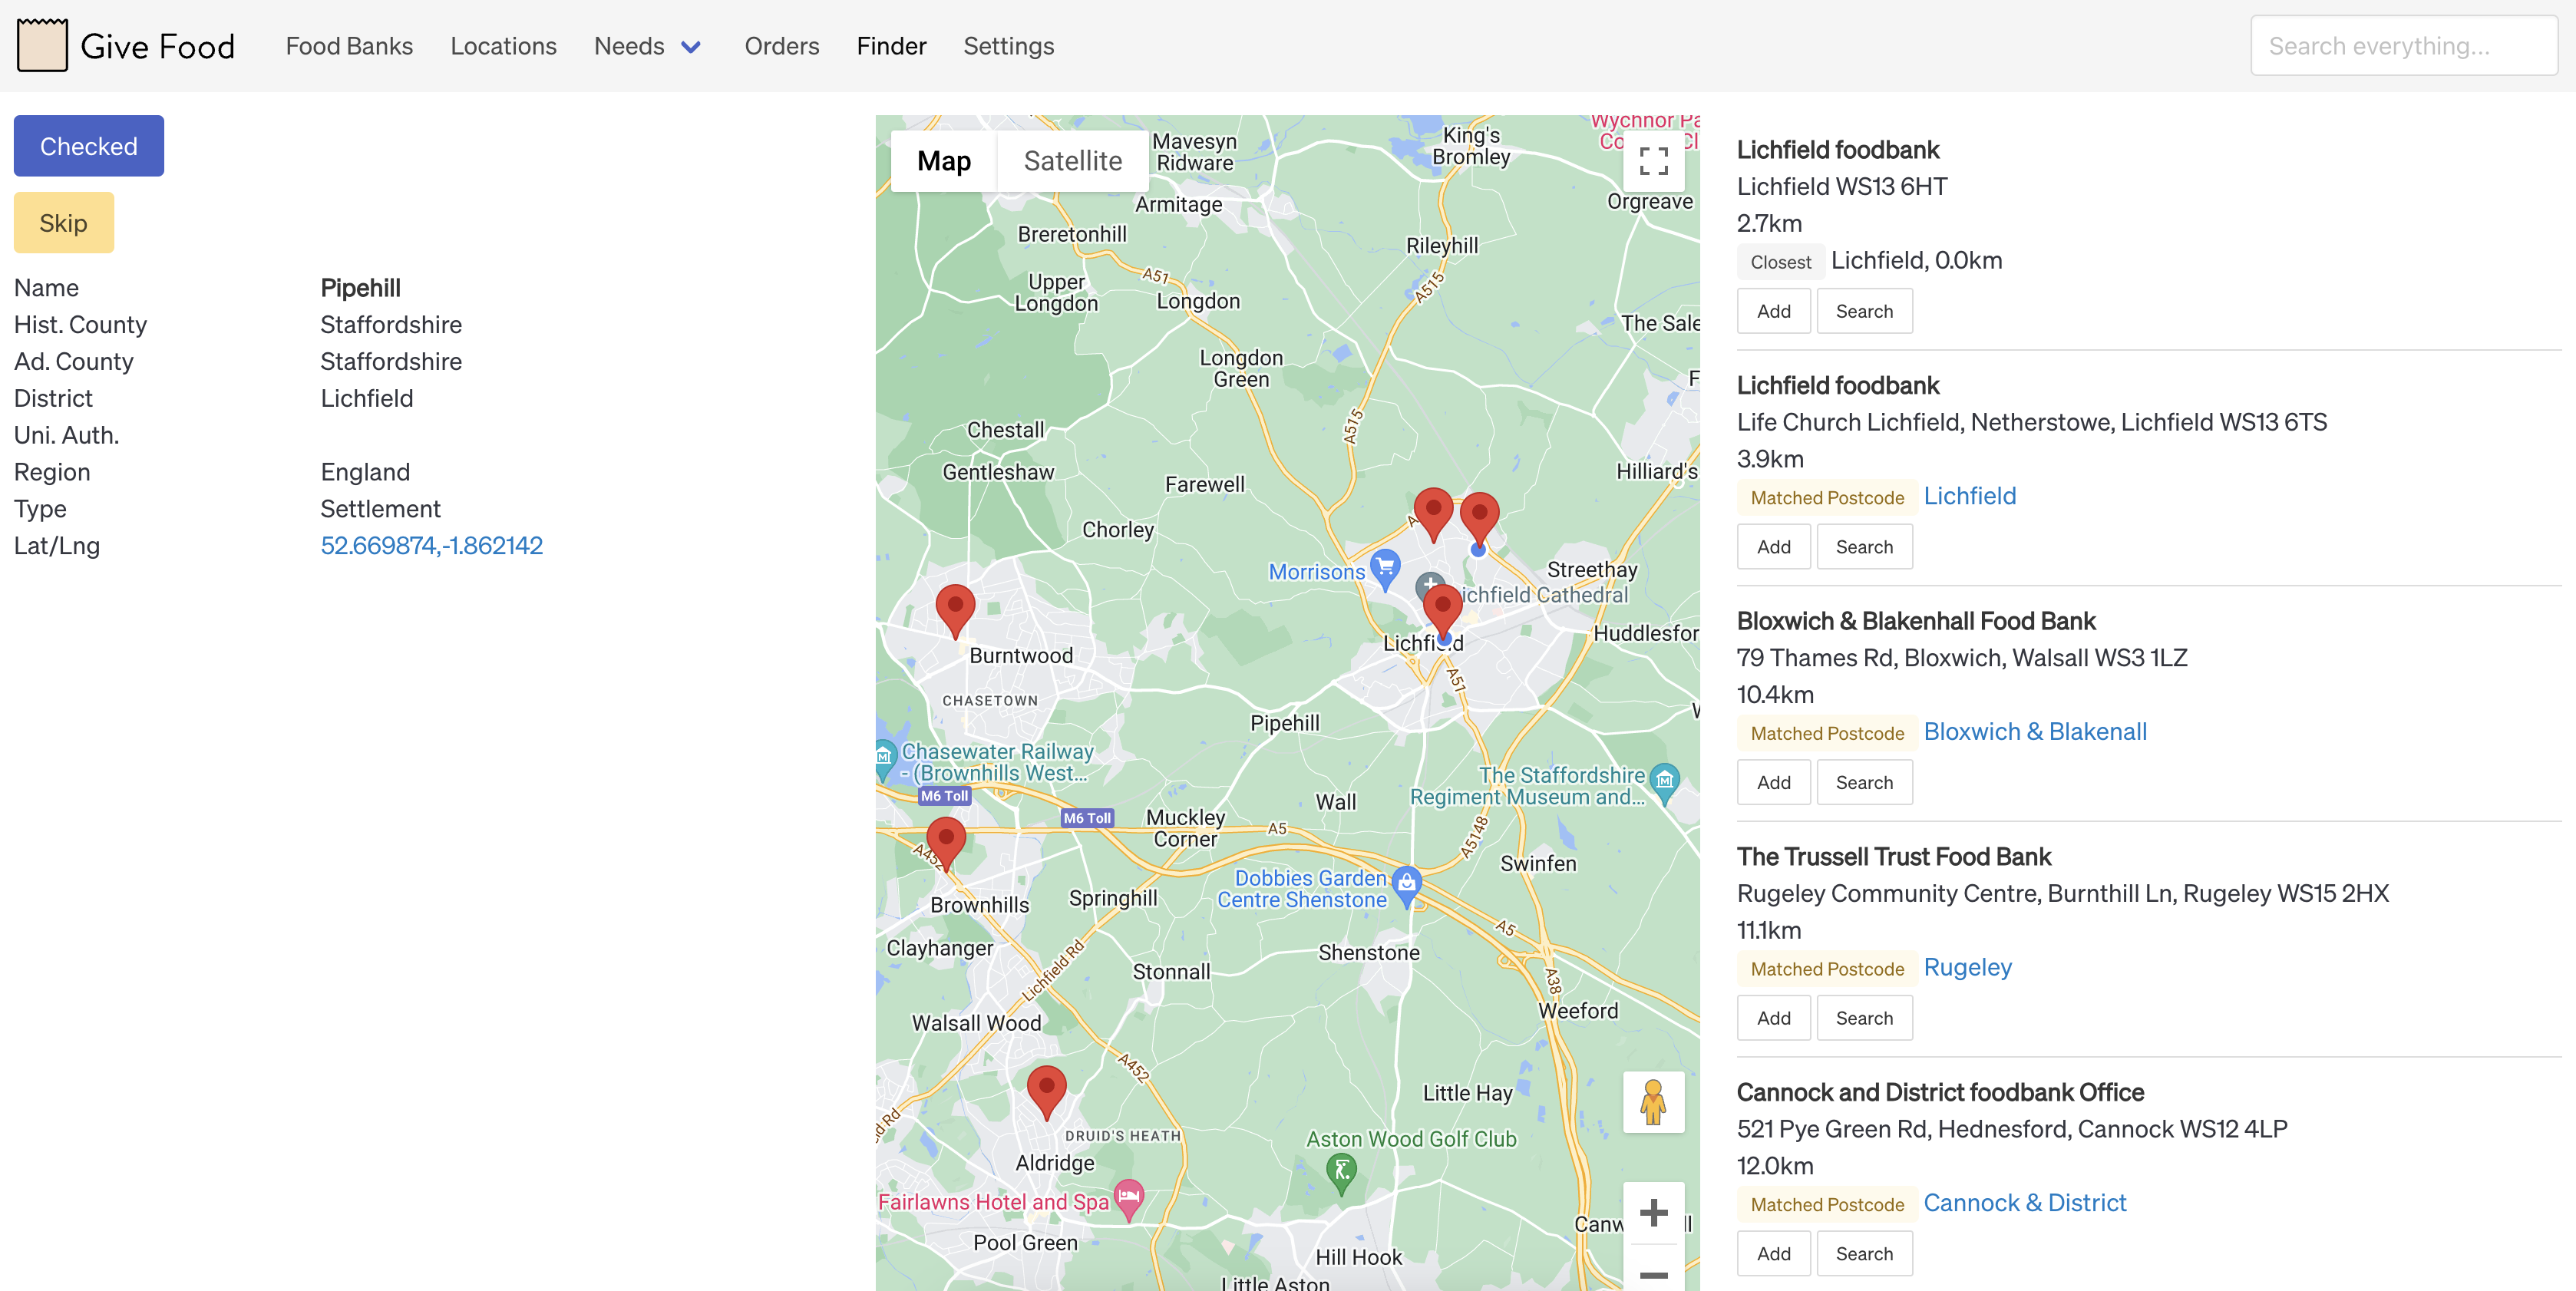 Give Food
Food Banks
Locations
Needs
Orders
Finder
Settings
Search everything...
Checked
Skip
Name Pipehill
Hist. County Staffordshire
Ad. County Staffordshire
District Lichfield
Uni. Auth.
Region England
Type Settlement
Lat/Lng 52.669874,-1.862142
Map
Satellite
Mavesyn
Ridware
King's
Bromley
Armitage
Orgreave
Breretonhill
Rileyhill
A51
A515
Upper
Longdon
Longdon
The Sale
Longdon
Green
A515
Chestall
Gentleshaw
Farewell
Hilliard's
Chorley
Morrisons
Streethay
Lichfield
Huddlesfor
Burntwood
A51
CHASETOWN
Pipehill
Chasewater Railway
- (Brownhills West...
M6 Toll
The Staffordshire
Regiment Museum and...
Wall
M6 Toll
Muckley
Corner
A5
A5148
Swinfen
Dobbies Garden
Centre Shenstone
Springhill
Brownhills
A5
Clayhanger
Lichfield Rd
Shenstone
Stonnall
A38
Weeford
Walsall Wood
A452
Little Hay
DRUID'S HEATH
Aldridge
Aston Wood Golf Club
Fairlawns Hotel and Spa
Pool Green
Hill Hook
Little Aston
Lichfield foodbank
Lichfield WS13 6HT
2.7km
Closest Lichfield, 0.0km
Add Search
Lichfield foodbank
Life Church Lichfield, Netherstowe, Lichfield WS13 6TS
3.9km
Matched Postcode Lichfield
Add Search
Bloxwich & Blakenhall Food Bank
79 Thames Rd, Bloxwich, Walsall WS3 1LZ
10.4km
Matched Postcode Bloxwich & Blakenall
Add Search
The Trussell Trust Food Bank
Rugeley Community Centre, Burnthill Ln, Rugeley WS15 2HX
11.1km
Matched Postcode Rugeley
Add Search
Cannock and District foodbank Office
521 Pye Green Rd, Hednesford, Cannock WS12 4LP
12.0km
Matched Postcode Cannock & District
Add Search